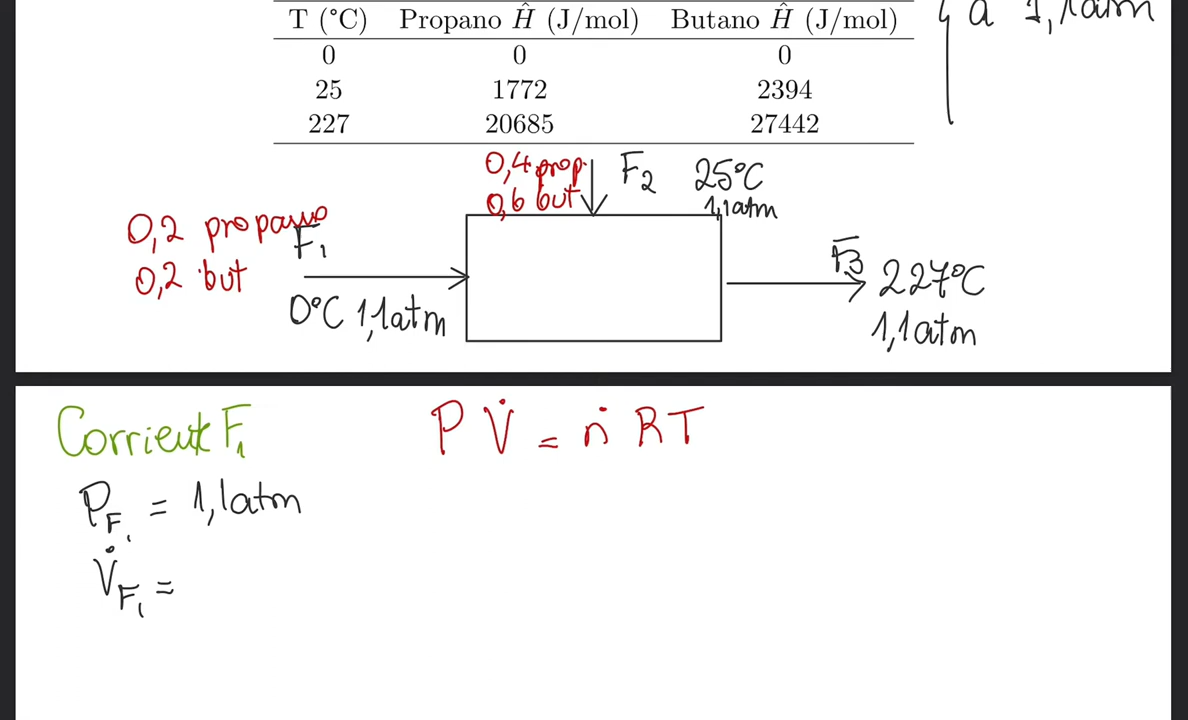 T (°C) Propano Ĥ (J/mol) Butano Ĥ (J/mol)
0 0 0
25 1772 2394
227 20685 27442
y a 1,1atm
0,4 prop.
0,6 but
F2 25°C
1,1atm
0,2 propano
0,2 but
F1
0°C 1,1atm
F3
227°C
1,1atm
Corriente F1
P V̇ = ṅ RT
PF1 = 1,1atm
V̇F1 =